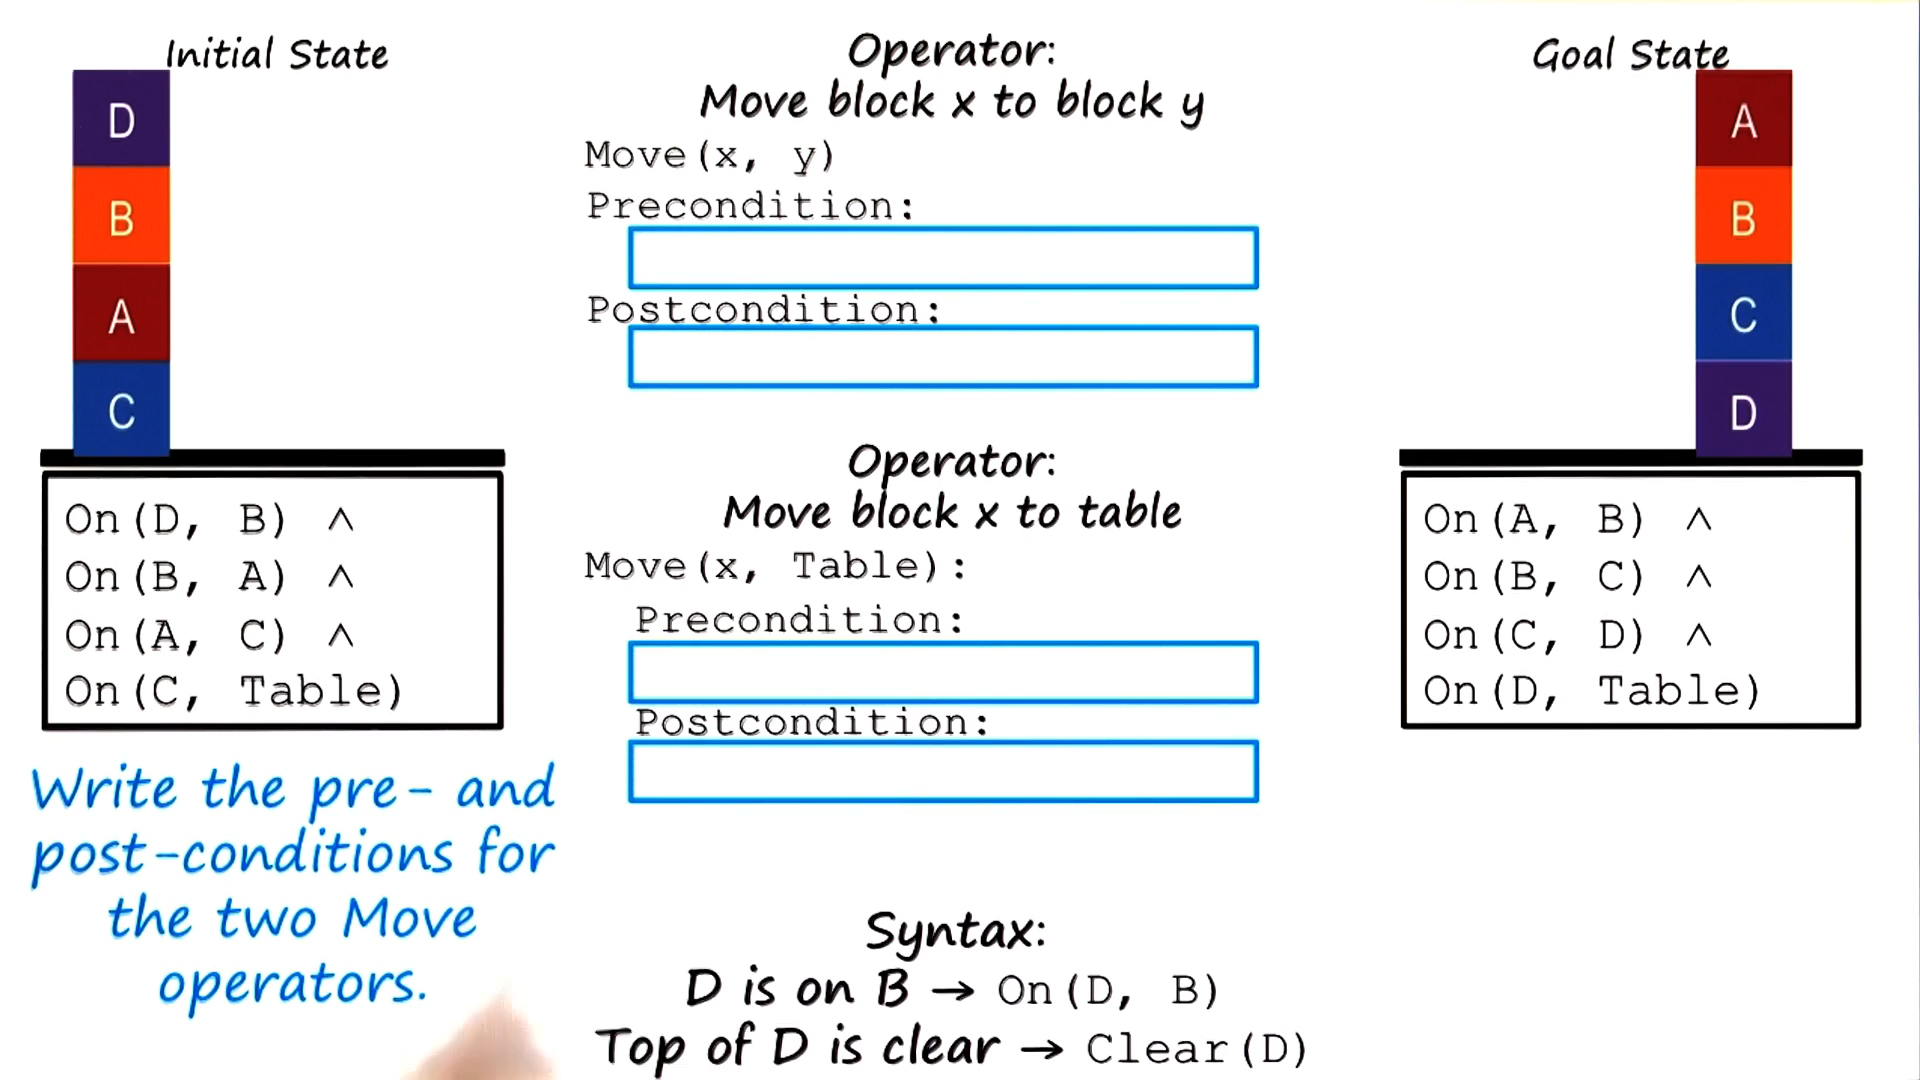 Initial State
D
B
A
C
On(D, B) ∧
On(B, A) ∧
On(A, C) ∧
On(C, Table)
Write the pre- and
post-conditions for
the two Move
operators.
Operator:
Move block x to block y
Move(x, y)
Precondition:
Postcondition:
Operator:
Move block x to table
Move(x, Table):
Precondition:
Postcondition:
Syntax:
D is on B → On(D, B)
Top of D is clear → Clear(D)
Goal State
A
B
C
D
On(A, B) ∧
On(B, C) ∧
On(C, D) ∧
On(D, Table)